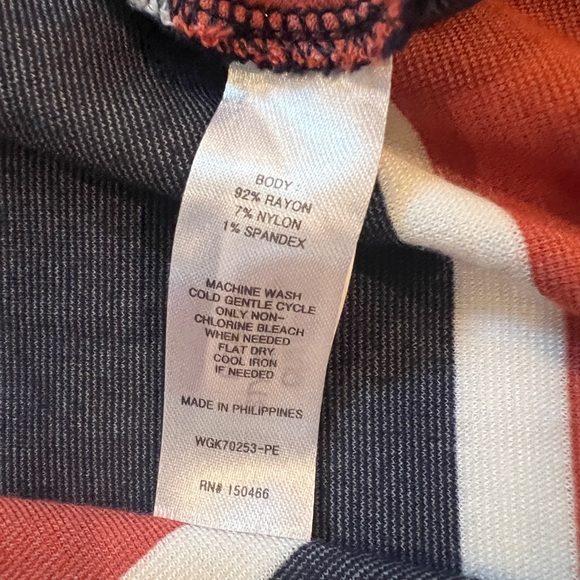 BODY :
92% RAYON
7% NYLON
1% SPANDEX
MACHINE WASH
COLD GENTLE CYCLE
ONLY NON-
CHLORINE BLEACH
WHEN NEEDED
FLAT DRY
COOL IRON
IF NEEDED
MADE IN PHILIPPINES
WGK70253-PE
RN# 150466